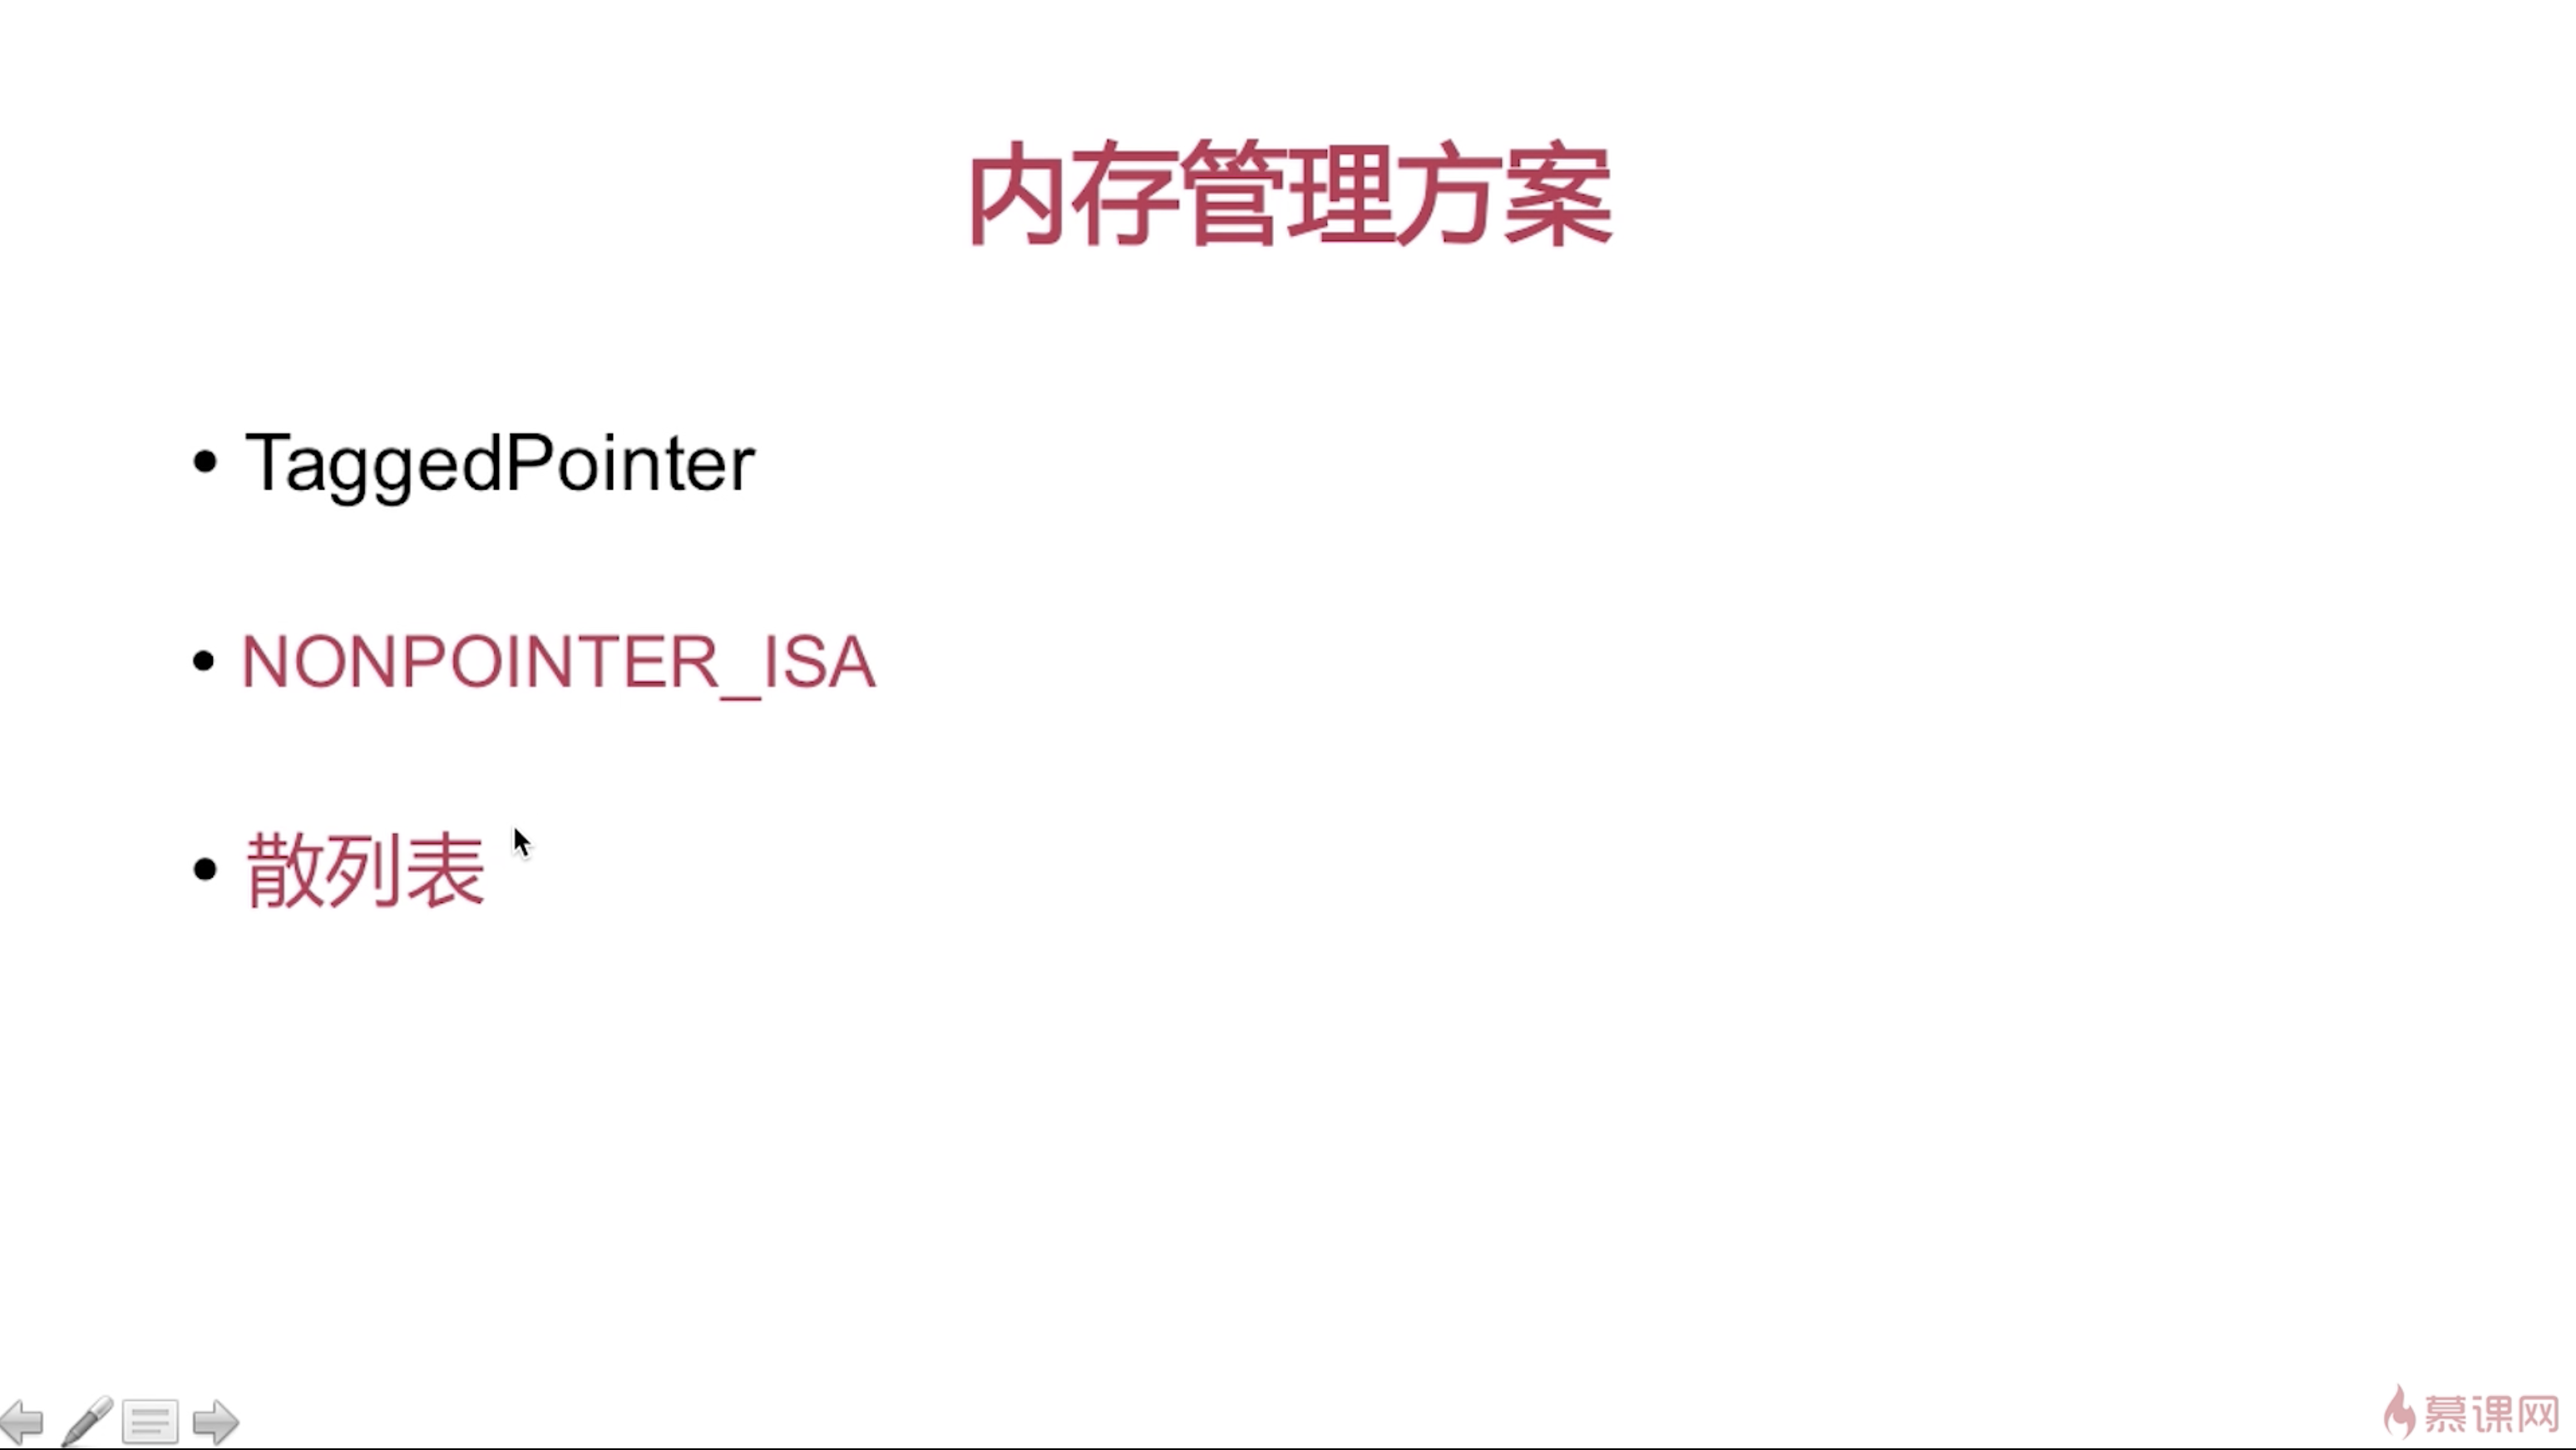 内存管理方案
• TaggedPointer
• NONPOINTER_ISA
• 散列表
慕课网